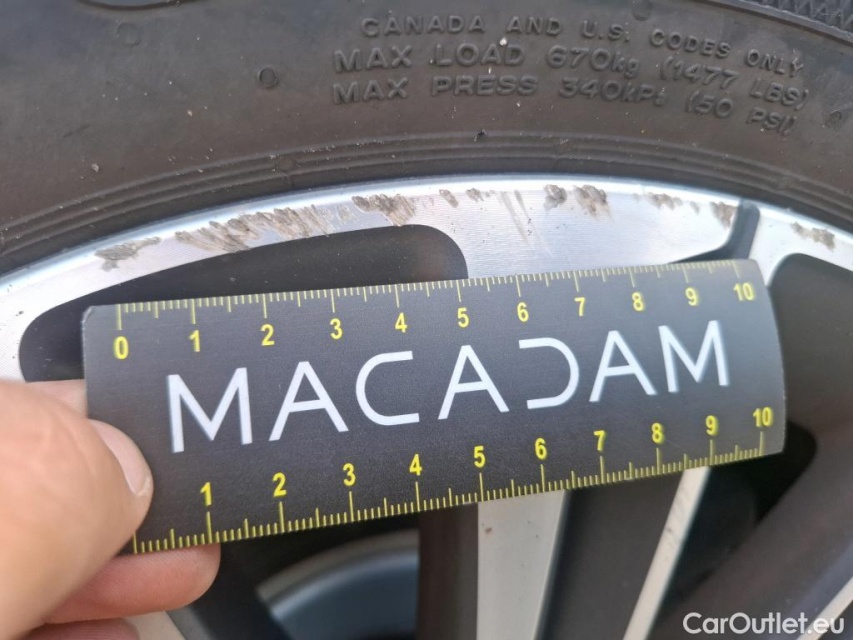 CANADA AND U.S. CODES ONLY
MAX LOAD 670kg (1477 LBS)
MAX PRESS 340kPa (50 PSI)
0 1 2 3 4 5 6 7 8 9 10
MACADAM
1 2 3 4 5 6 7 8 9 10
CarOutlet.eu